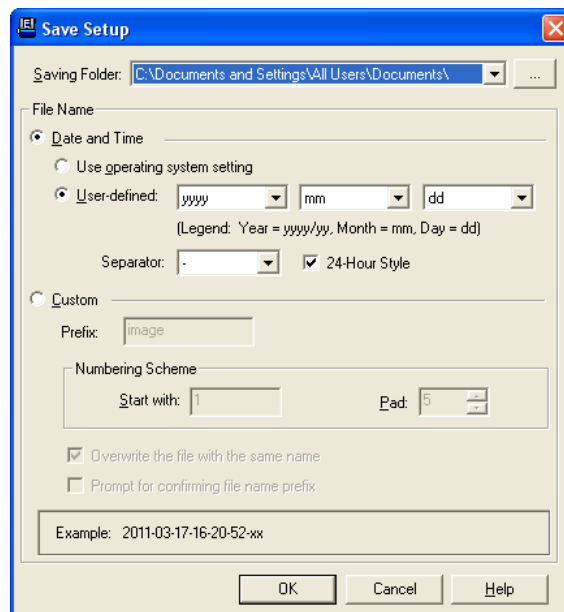 Save Setup
Saving Folder: C:\Documents and Settings\All Users\Documents\ ...
File Name
Date and Time
Use operating system setting
User-defined: yyyy mm dd
(Legend: Year = yyyy/yy, Month = mm, Day = dd)
Separator: - 24-Hour Style
Custom
Prefix: image
Numbering Scheme
Start with: 1 Pad: 5
Overwrite the file with the same name
Prompt for confirming file name prefix
Example: 2011-03-17-16-20-52-xx
OK Cancel Help